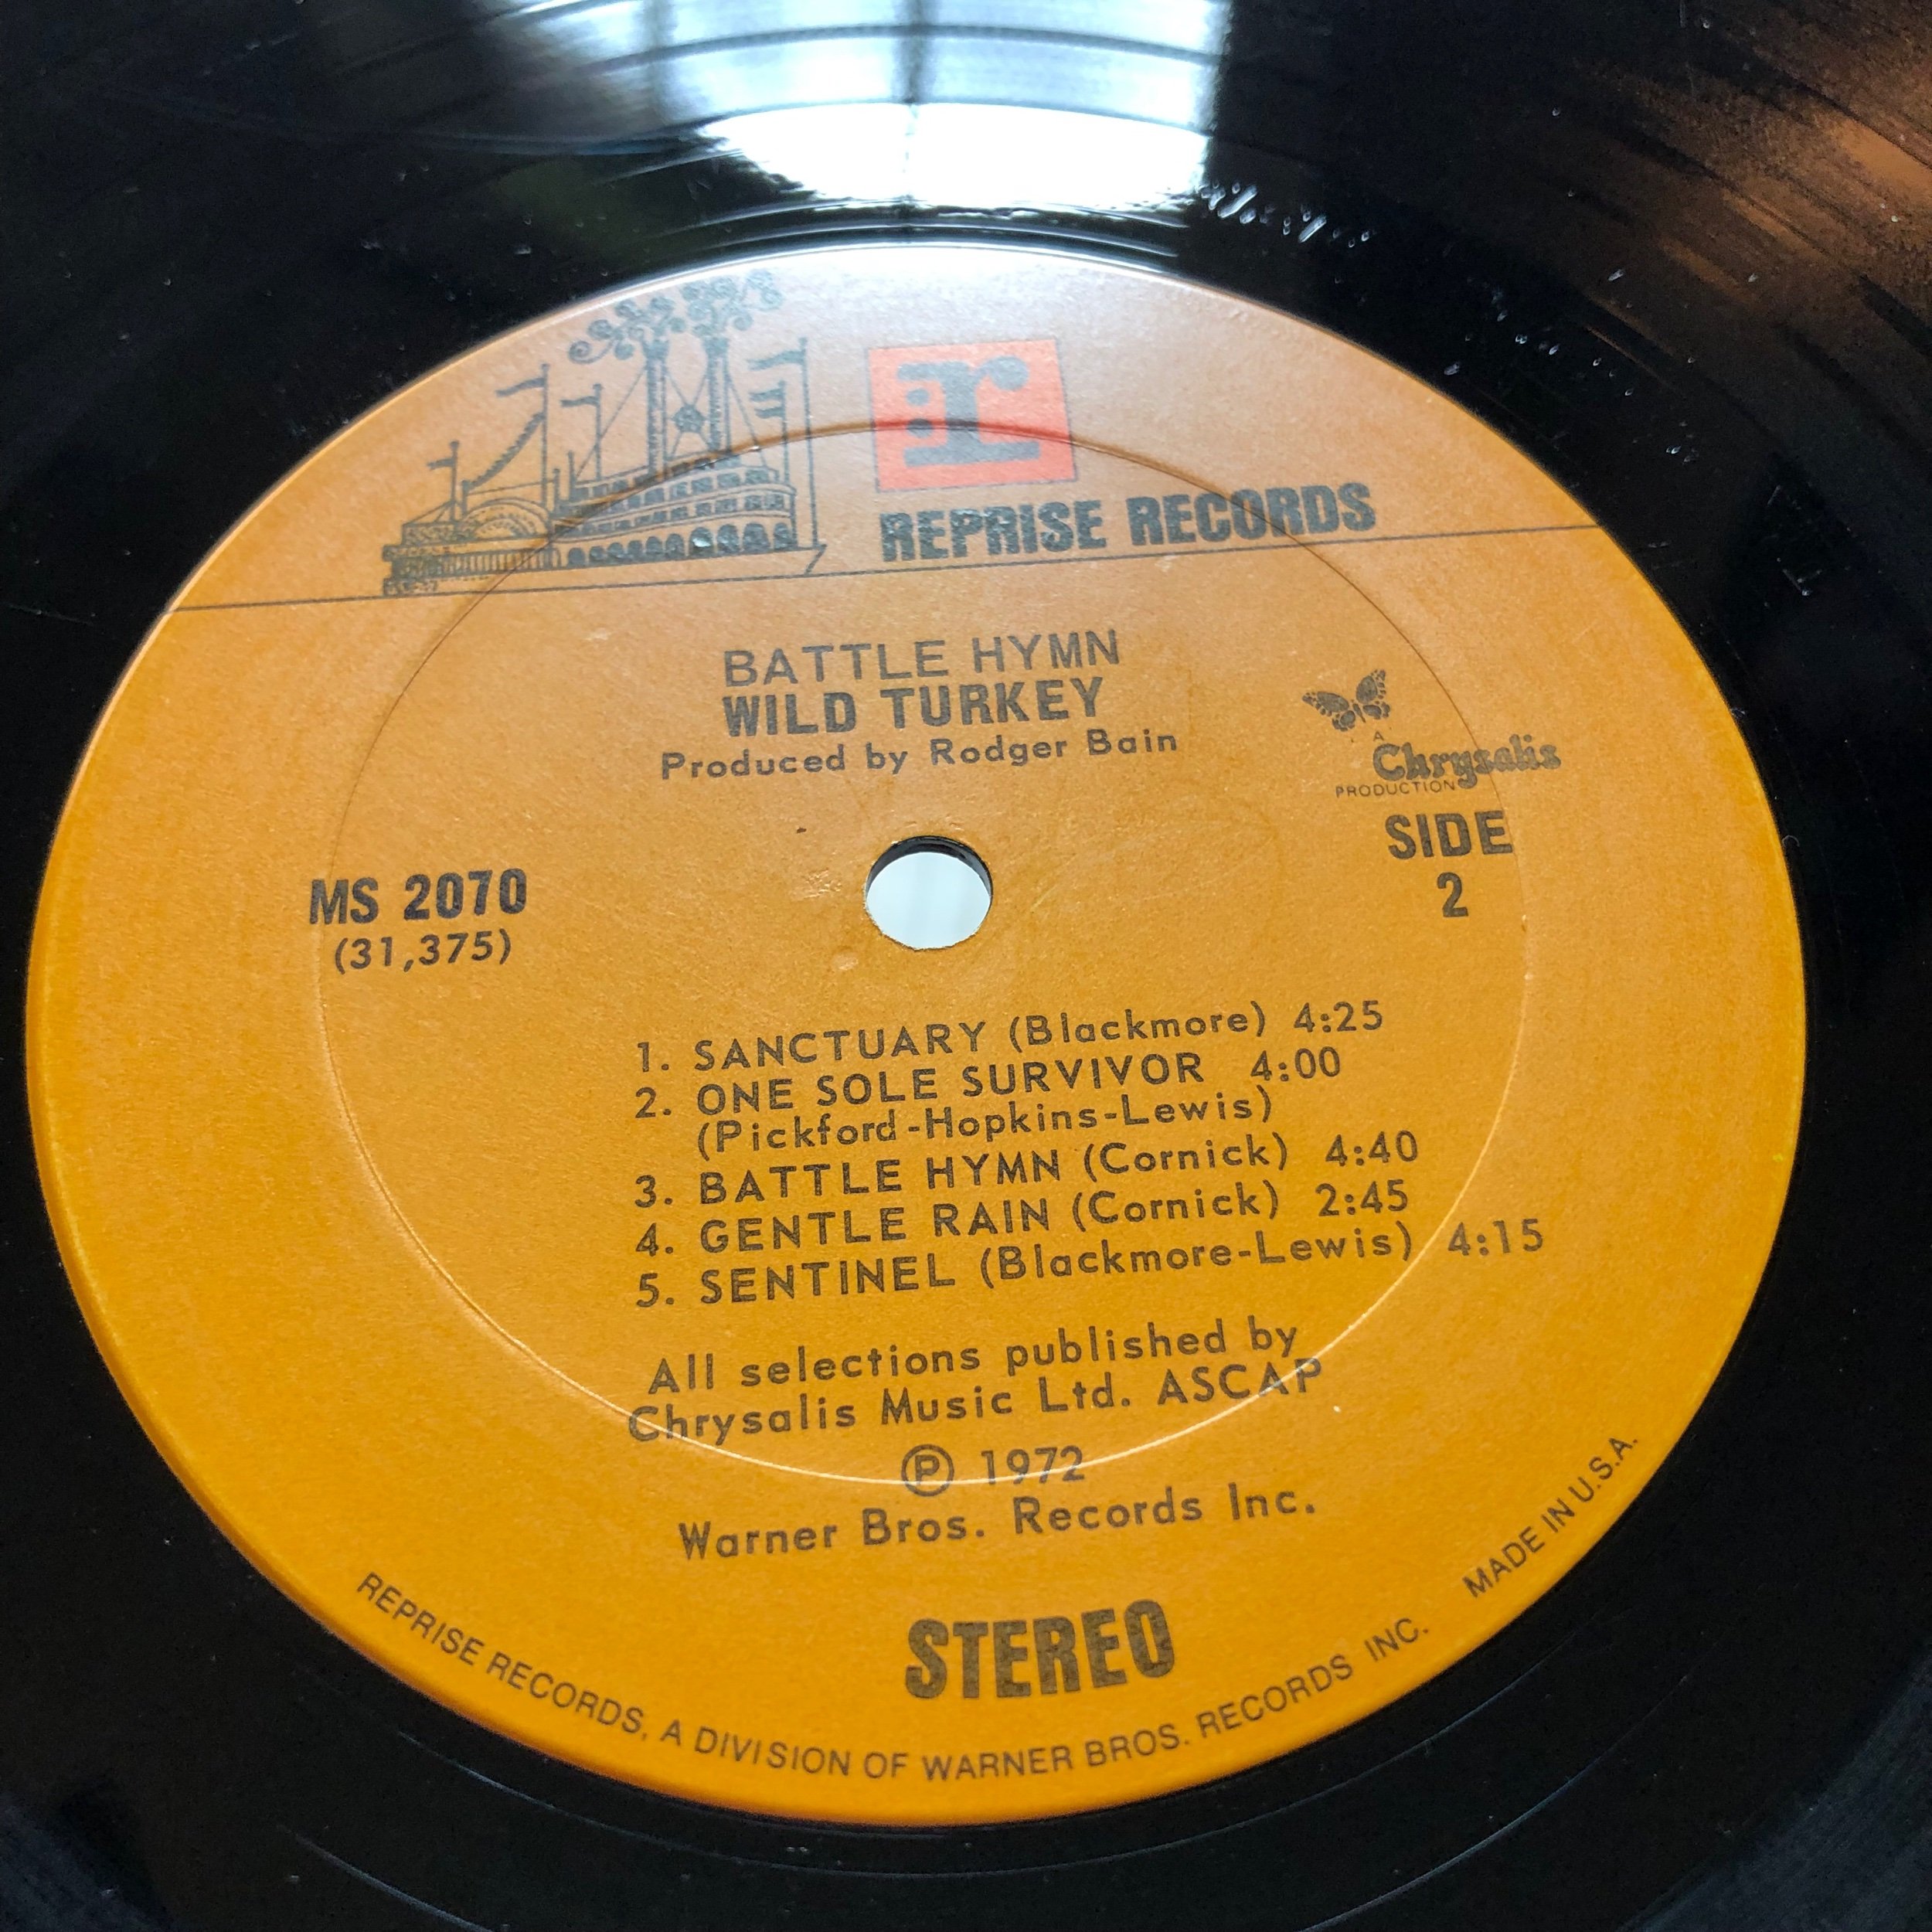 r
REPRISE RECORDS
BATTLE HYMN
WILD TURKEY
Produced by Rodger Bain
A
Chrysalis
PRODUCTION
SIDE
2
MS 2070
(31,375)
1. SANCTUARY (Blackmore) 4:25
2. ONE SOLE SURVIVOR 4:00
(Pickford-Hopkins-Lewis)
3. BATTLE HYMN (Cornick) 4:40
4. GENTLE RAIN (Cornick) 2:45
5. SENTINEL (Blackmore-Lewis) 4:15
All selections published by
Chrysalis Music Ltd. ASCAP
℗ 1972
Warner Bros. Records Inc.
STEREO
REPRISE RECORDS, A DIVISION OF WARNER BROS. RECORDS INC. MADE IN U.S.A.